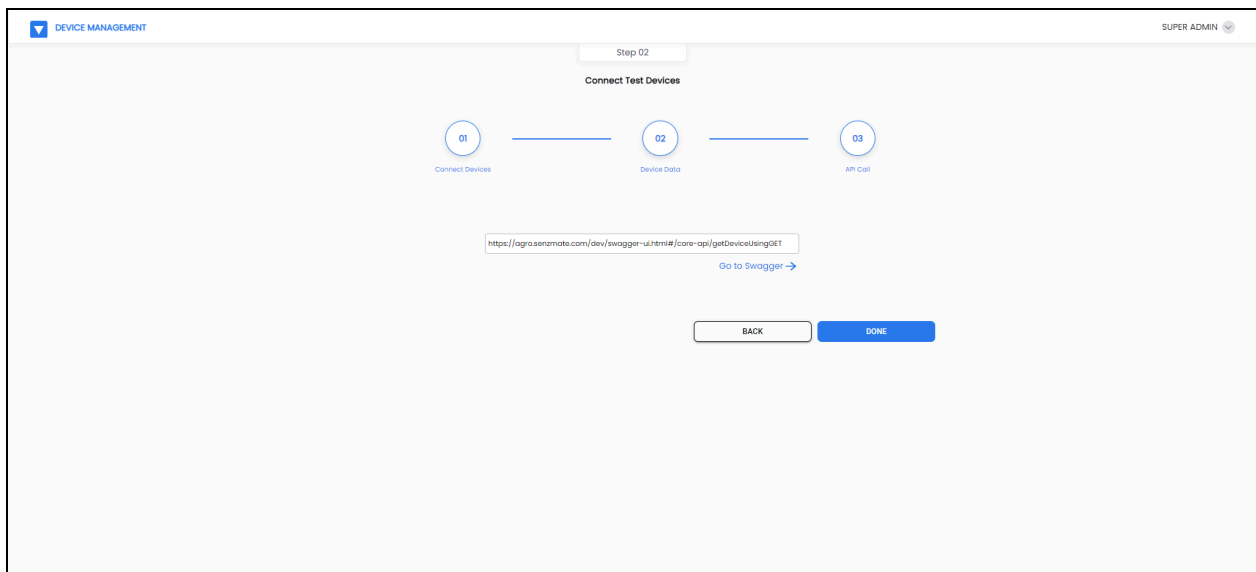 DEVICE MANAGEMENT
SUPER ADMIN
Step 02
Connect Test Devices
01
02
03
Connect Devices
Device Data
API Call
https://agro.senzmate.com/dev/swagger-ui.html#/core-api/getDeviceUsingGET
Go to Swagger
BACK
DONE